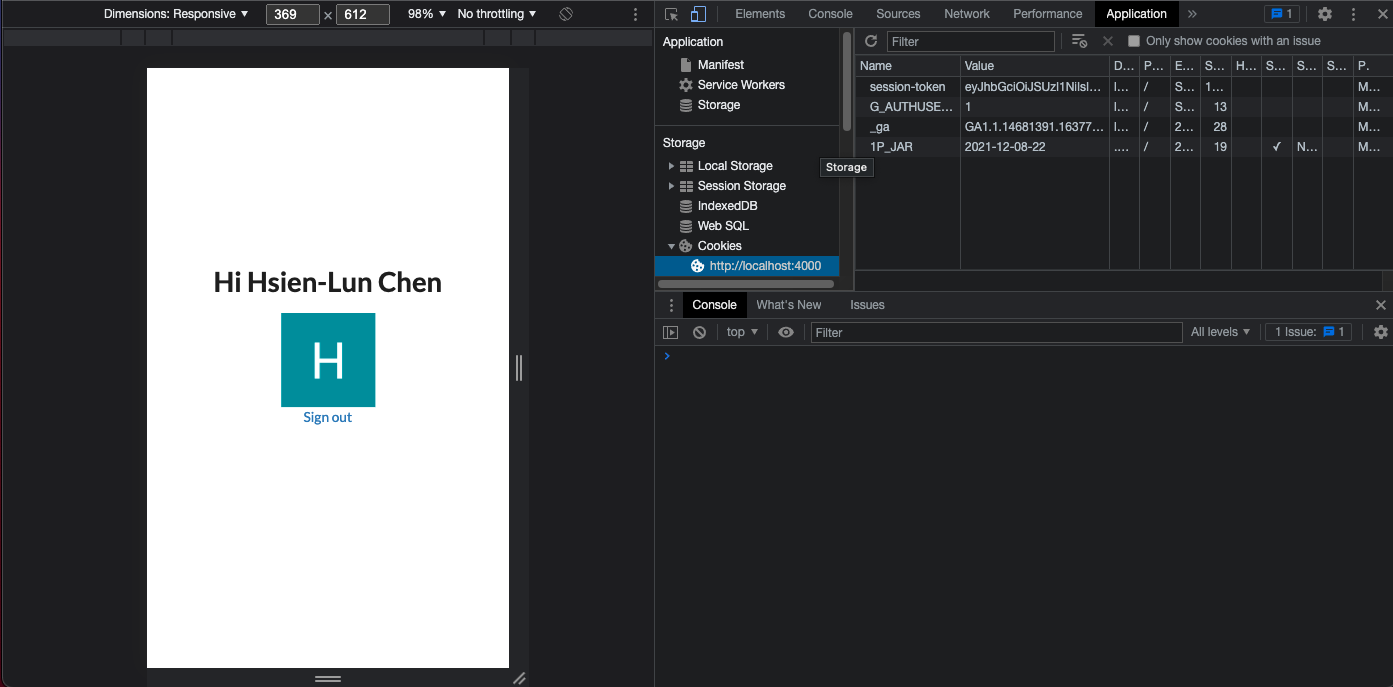 Dimensions: Responsive ▼ 369 × 612 98% ▼ No throttling ▼
Elements Console Sources Network Performance Application » 1
Application
Manifest
Service Workers
Storage
Storage
Local Storage
Session Storage
IndexedDB
Web SQL
Cookies
http://localhost:4000
Storage
Filter Only show cookies with an issue
Name Value D... P... E... S... H... S... S... S... P.
session-token eyJhbGciOiJSUzI1NiIsI... l... / S... 1... M...
G_AUTHUSE... 1 l... / S... 13 M...
_ga GA1.1.14681391.16377... l... / 2... 28 M...
1P_JAR 2021-12-08-22 .... / 2... 19 ✓ N... M...
Hi Hsien-Lun Chen
H
Sign out
Console What's New Issues
top ▼ Filter All levels ▼ 1 Issue: 1